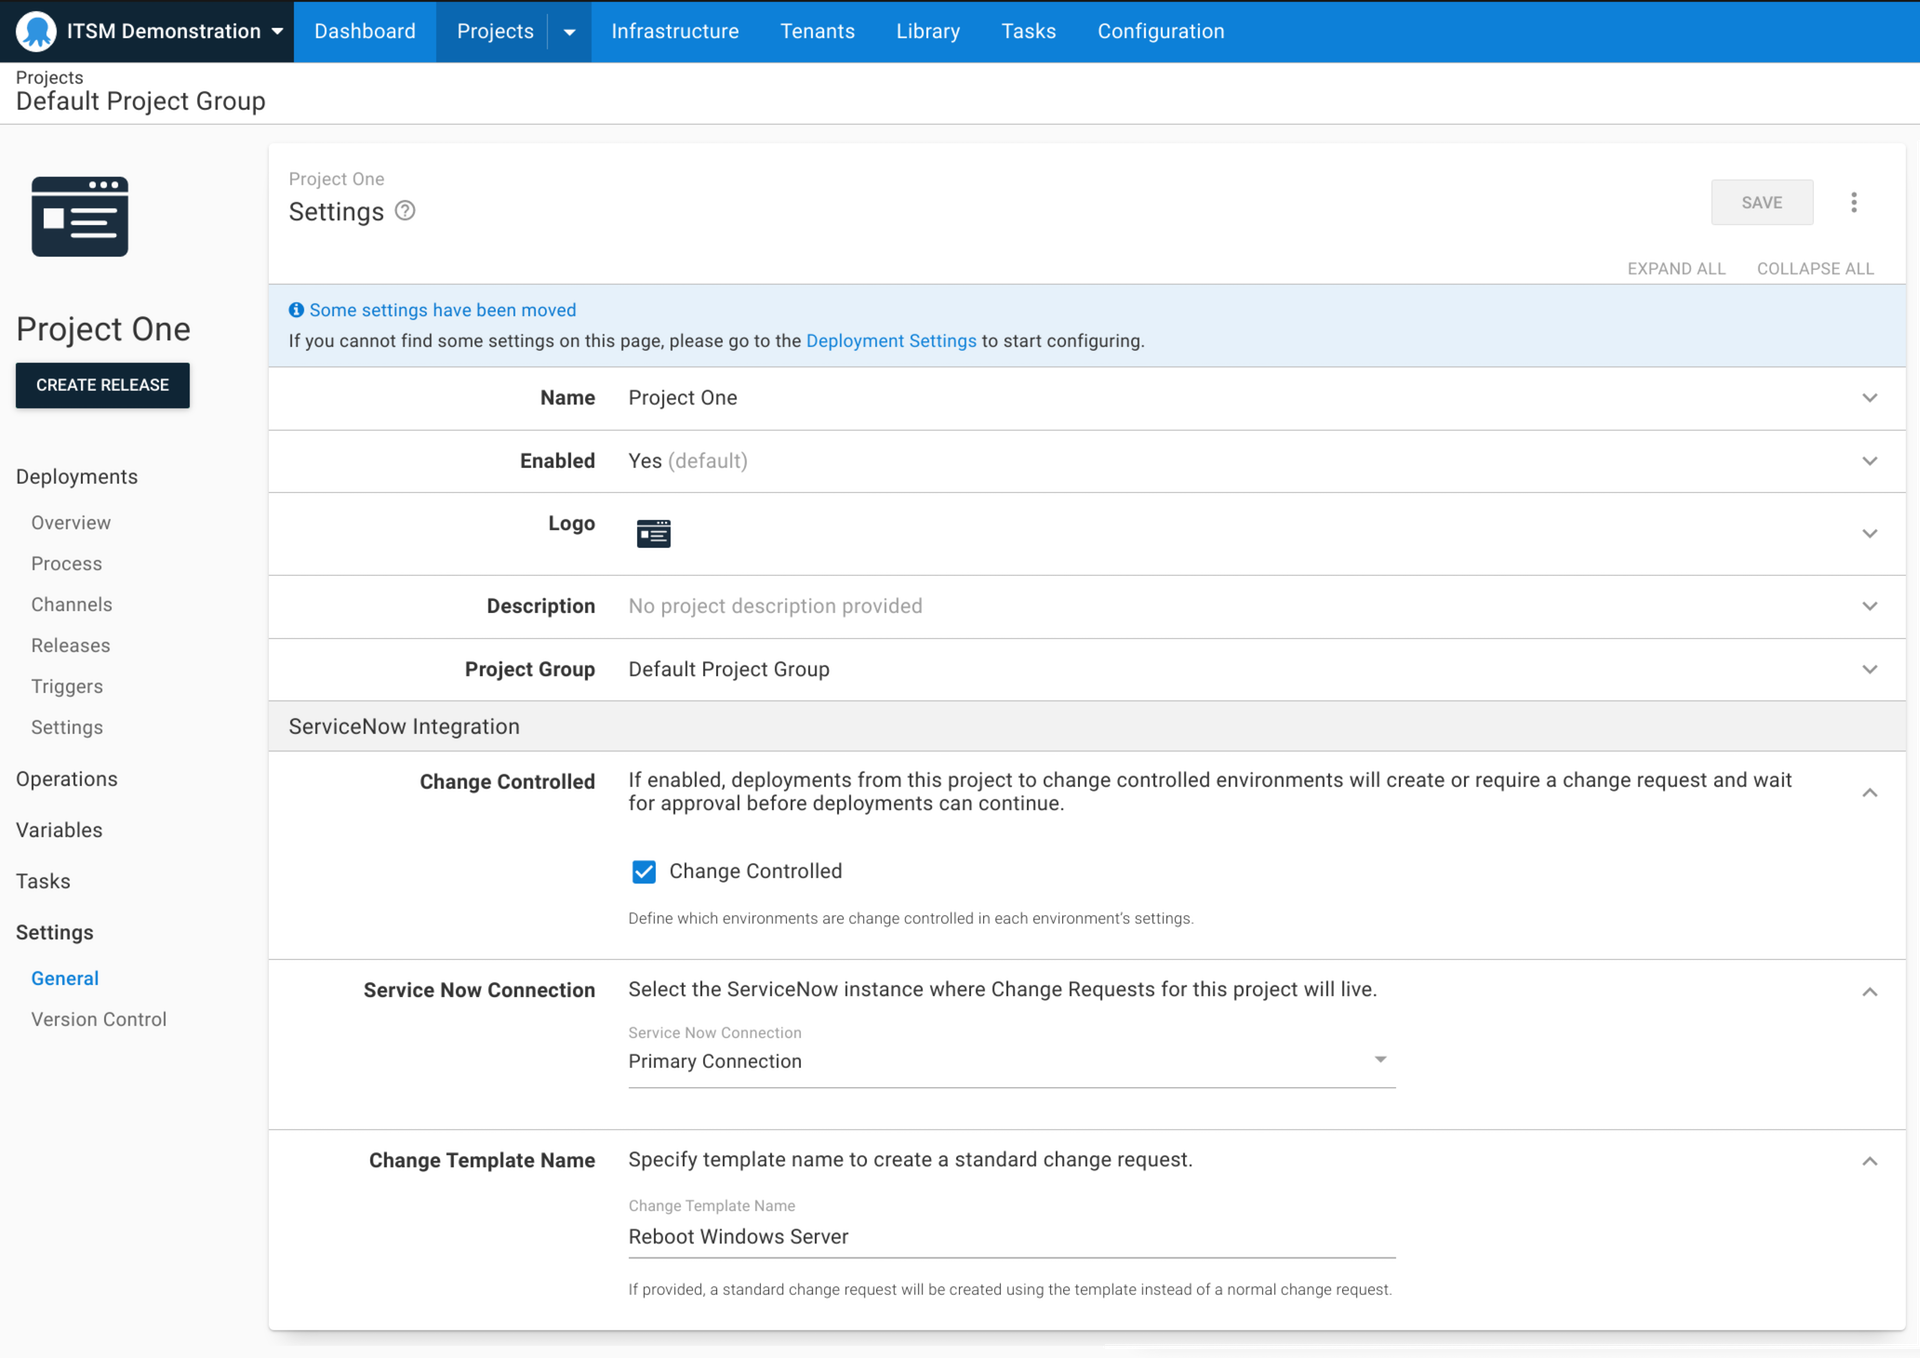 ITSM Demonstration
Dashboard
Projects
Infrastructure
Tenants
Library
Tasks
Configuration
Projects
Default Project Group
Project One
CREATE RELEASE
Deployments
Overview
Process
Channels
Releases
Triggers
Settings
Operations
Variables
Tasks
Settings
General
Version Control
Project One
Settings
SAVE
EXPAND ALL
COLLAPSE ALL
Some settings have been moved
If you cannot find some settings on this page, please go to the Deployment Settings to start configuring.
Name
Project One
Enabled
Yes (default)
Logo
Description
No project description provided
Project Group
Default Project Group
ServiceNow Integration
Change Controlled
If enabled, deployments from this project to change controlled environments will create or require a change request and wait
for approval before deployments can continue.
Change Controlled
Define which environments are change controlled in each environment's settings.
Service Now Connection
Select the ServiceNow instance where Change Requests for this project will live.
Service Now Connection
Primary Connection
Change Template Name
Specify template name to create a standard change request.
Change Template Name
Reboot Windows Server
If provided, a standard change request will be created using the template instead of a normal change request.